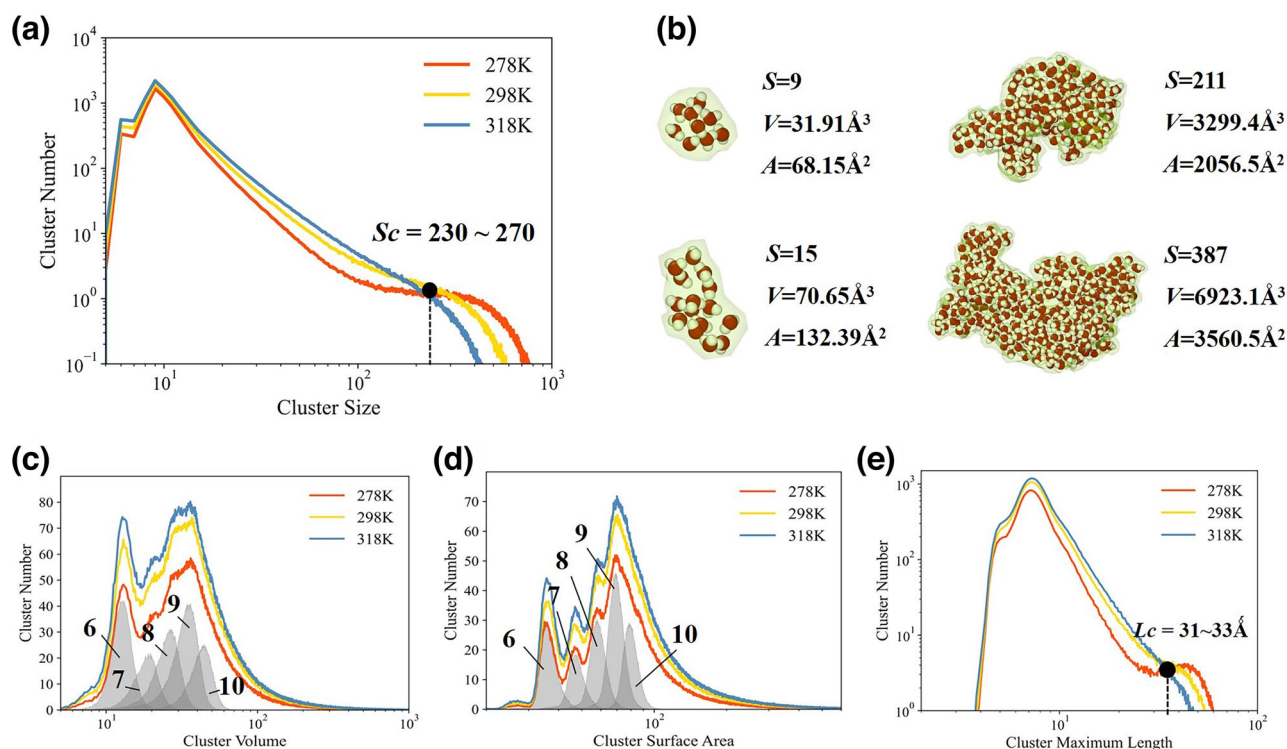 (a)
10⁴
10³
10²
10¹
10⁰
10⁻¹
Cluster Number
278K
298K
318K
Sc = 230 ~ 270
10¹
10²
10³
Cluster Size
(b)
S=9
V=31.91Å³
A=68.15Å²
S=211
V=3299.4Å³
A=2056.5Å²
S=15
V=70.65Å³
A=132.39Å²
S=387
V=6923.1Å³
A=3560.5Å²
(c)
80
70
60
50
40
30
20
10
0
Cluster Number
278K
298K
318K
6
7
8
9
10
10¹
10²
10³
Cluster Volume
(d)
80
70
60
50
40
30
20
10
0
Cluster Number
278K
298K
318K
6
7
8
9
10
10²
Cluster Surface Area
(e)
10³
10²
10¹
10⁰
Cluster Number
278K
298K
318K
Lc = 31~33Å
10¹
10²
Cluster Maximum Length